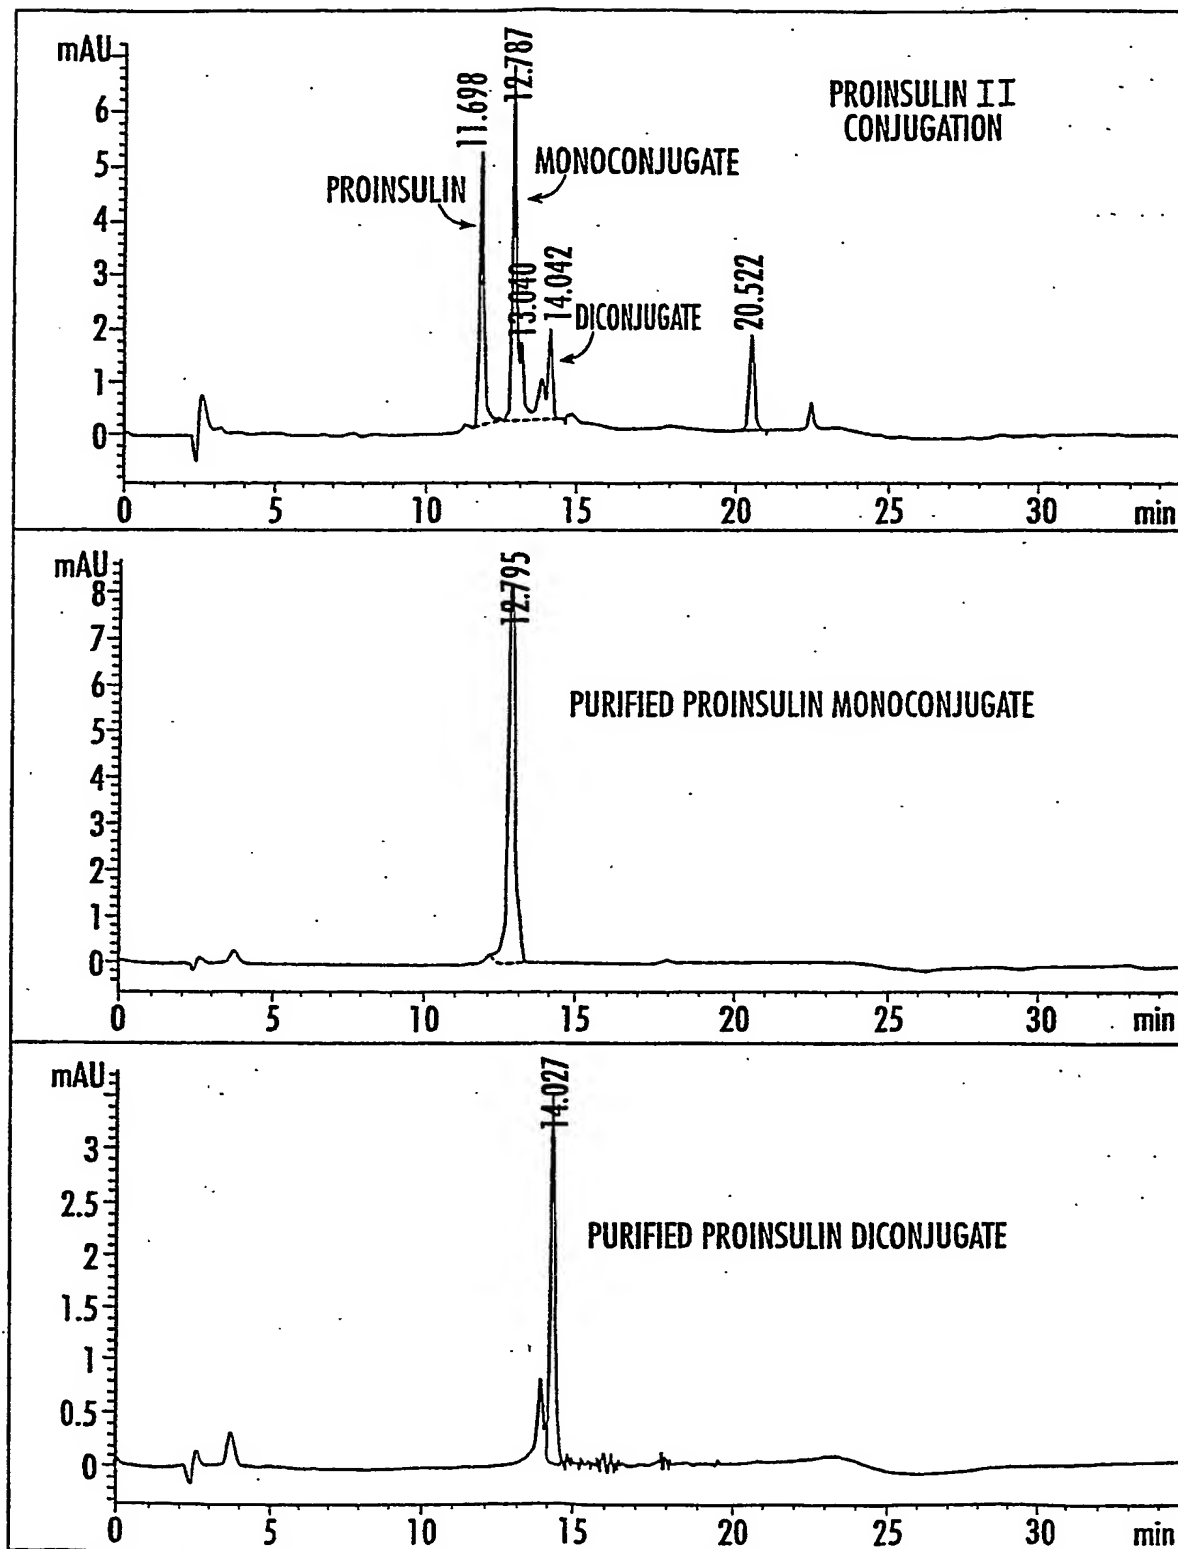 mAU
PROINSULIN II
CONJUGATION
12.787
11.698
MONOCONJUGATE
PROINSULIN
13.040
14.042
DICONJUGATE
20.522
6
5
4
3
2
1
0
0 5 10 15 20 25 30 min
mAU
12.795
PURIFIED PROINSULIN MONOCONJUGATE
8
7
6
5
4
3
2
1
0
0 5 10 15 20 25 30 min
mAU
14.027
PURIFIED PROINSULIN DICONJUGATE
3
2.5
2
1.5
1
0.5
0
0 5 10 15 20 25 30 min